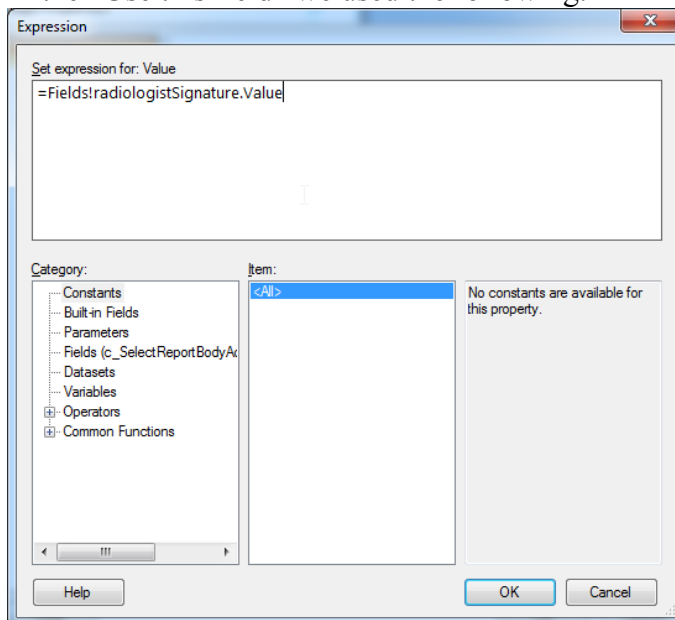 Expression
Set expression for: Value
=Fields!radiologistSignature.Value
Category:
Item:
Constants
Built-in Fields
Parameters
Fields (c_SelectReportBodyAc
Datasets
Variables
Operators
Common Functions
<All>
No constants are available for
this property.
Help
OK
Cancel